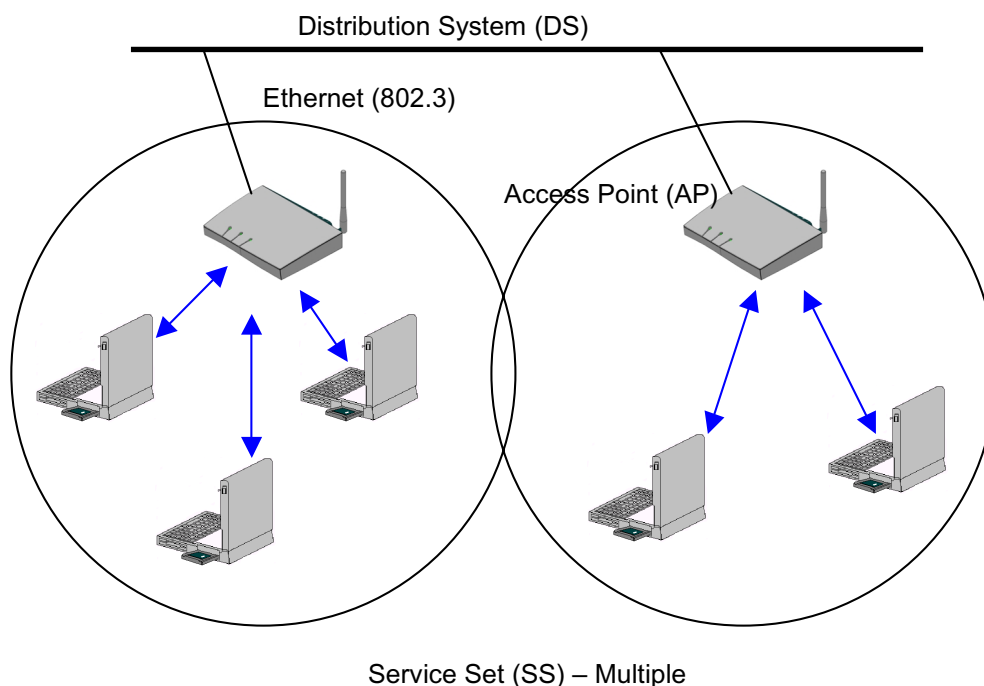 Distribution System (DS)
Ethernet (802.3)
Access Point (AP)
Service Set (SS) – Multiple